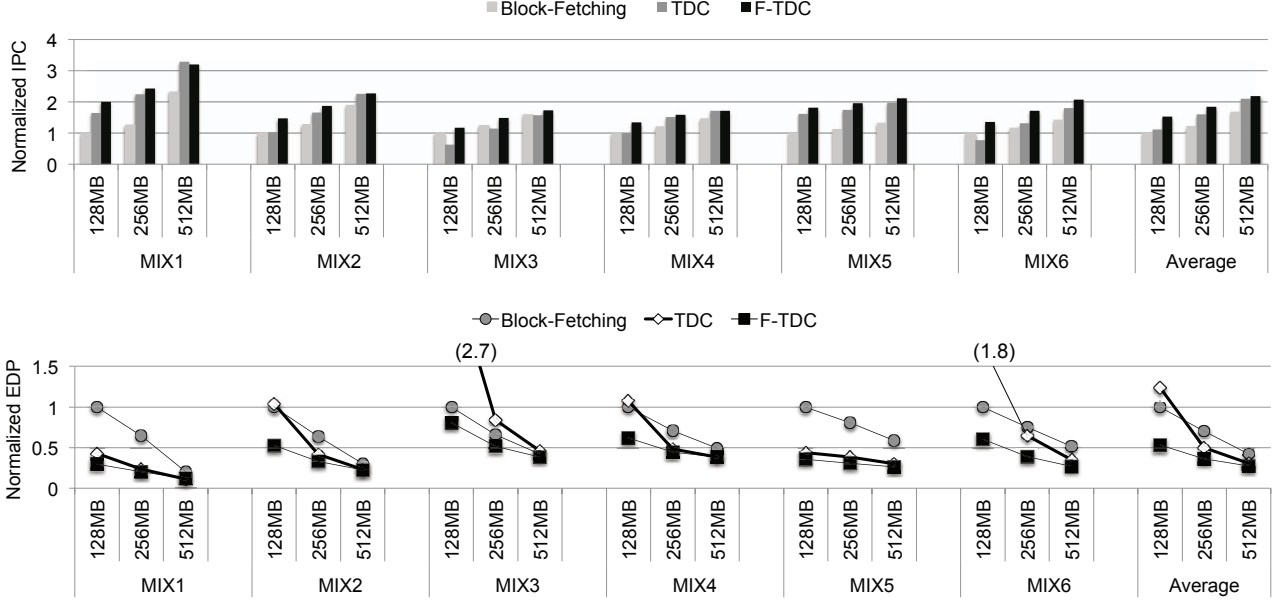 Block-Fetching TDC F-TDC
Normalized IPC
4
3
2
1
0
128MB 256MB 512MB 128MB 256MB 512MB 128MB 256MB 512MB 128MB 256MB 512MB 128MB 256MB 512MB 128MB 256MB 512MB 128MB 256MB 512MB
MIX1 MIX2 MIX3 MIX4 MIX5 MIX6 Average
Block-Fetching TDC F-TDC
(2.7) (1.8)
Normalized EDP
1.5
1
0.5
0
128MB 256MB 512MB 128MB 256MB 512MB 128MB 256MB 512MB 128MB 256MB 512MB 128MB 256MB 512MB 128MB 256MB 512MB 128MB 256MB 512MB
MIX1 MIX2 MIX3 MIX4 MIX5 MIX6 Average